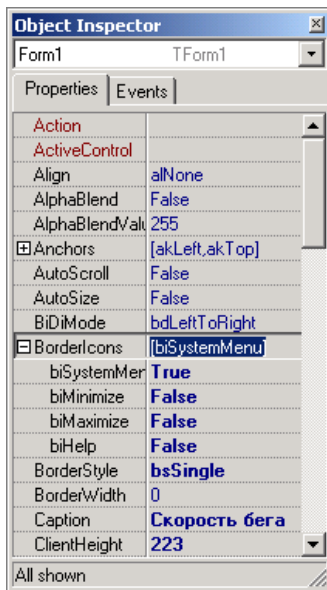 Object Inspector
Form1 TForm1
Properties Events
Action
ActiveControl
Align alNone
AlphaBlend False
AlphaBlendValu 255
Anchors [akLeft,akTop]
AutoScroll False
AutoSize False
BiDiMode bdLeftToRight
BorderIcons [biSystemMenu]
biSystemMer True
biMinimize False
biMaximize False
biHelp False
BorderStyle bsSingle
BorderWidth 0
Caption Скорость бега
ClientHeight 223
All shown